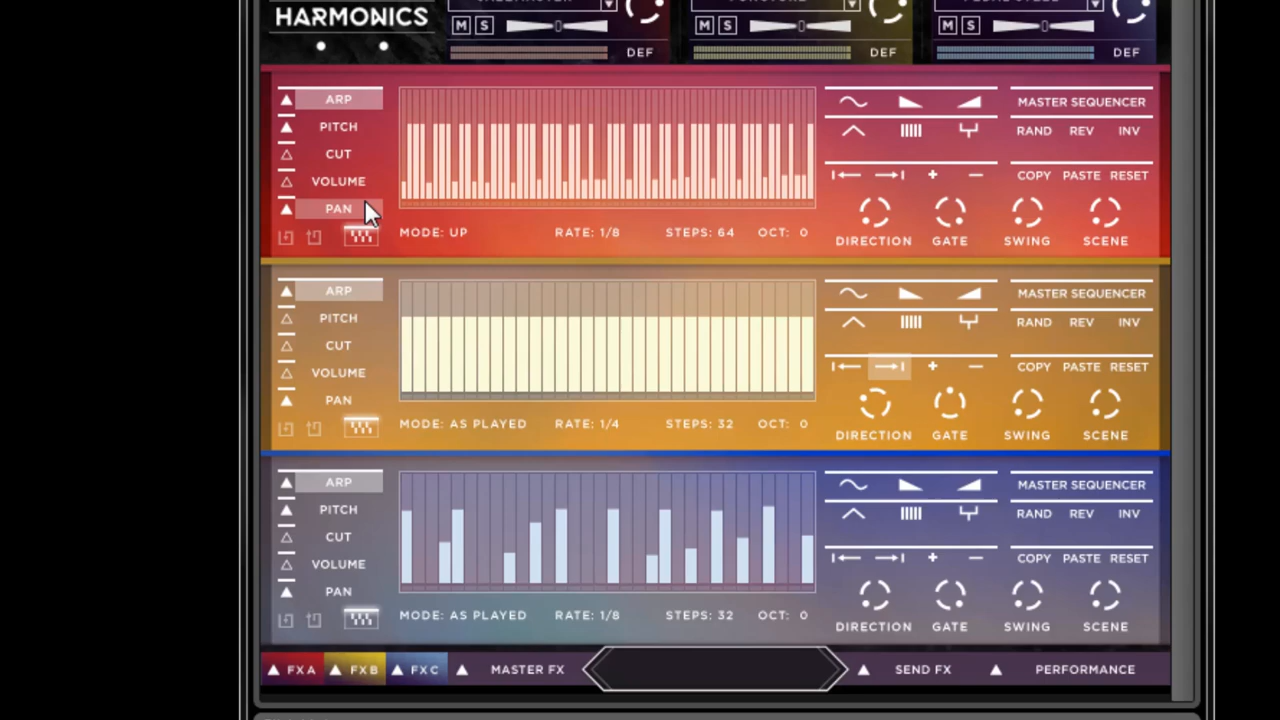 HARMONICS
M S M S M S
DEF DEF DEF
ARP
PITCH
CUT
VOLUME
PAN
MODE: UP RATE: 1/8 STEPS: 64 OCT: 0
MASTER SEQUENCER
RAND REV INV
COPY PASTE RESET
DIRECTION GATE SWING SCENE
ARP
PITCH
CUT
VOLUME
PAN
MODE: AS PLAYED RATE: 1/4 STEPS: 32 OCT: 0
MASTER SEQUENCER
RAND REV INV
COPY PASTE RESET
DIRECTION GATE SWING SCENE
ARP
PITCH
CUT
VOLUME
PAN
MODE: AS PLAYED RATE: 1/8 STEPS: 32 OCT: 0
MASTER SEQUENCER
RAND REV INV
COPY PASTE RESET
DIRECTION GATE SWING SCENE
FX A FX B FX C MASTER FX SEND FX PERFORMANCE